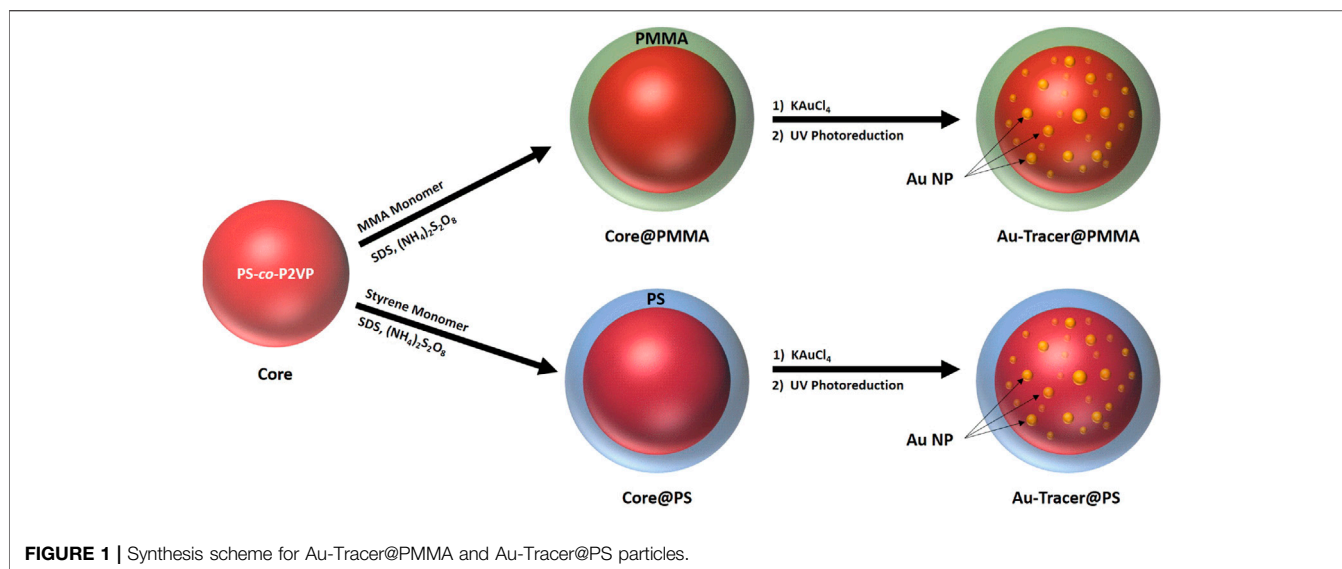 PS-co-P2VP
Core
MMA Monomer
SDS, (NH₄)₂S₂O₈
Styrene Monomer
SDS, (NH₄)₂S₂O₈
PMMA
Core@PMMA
1) KAuCl₄
2) UV Photoreduction
Au NP
Au-Tracer@PMMA
PS
Core@PS
1) KAuCl₄
2) UV Photoreduction
Au NP
Au-Tracer@PS
FIGURE 1 | Synthesis scheme for Au-Tracer@PMMA and Au-Tracer@PS particles.